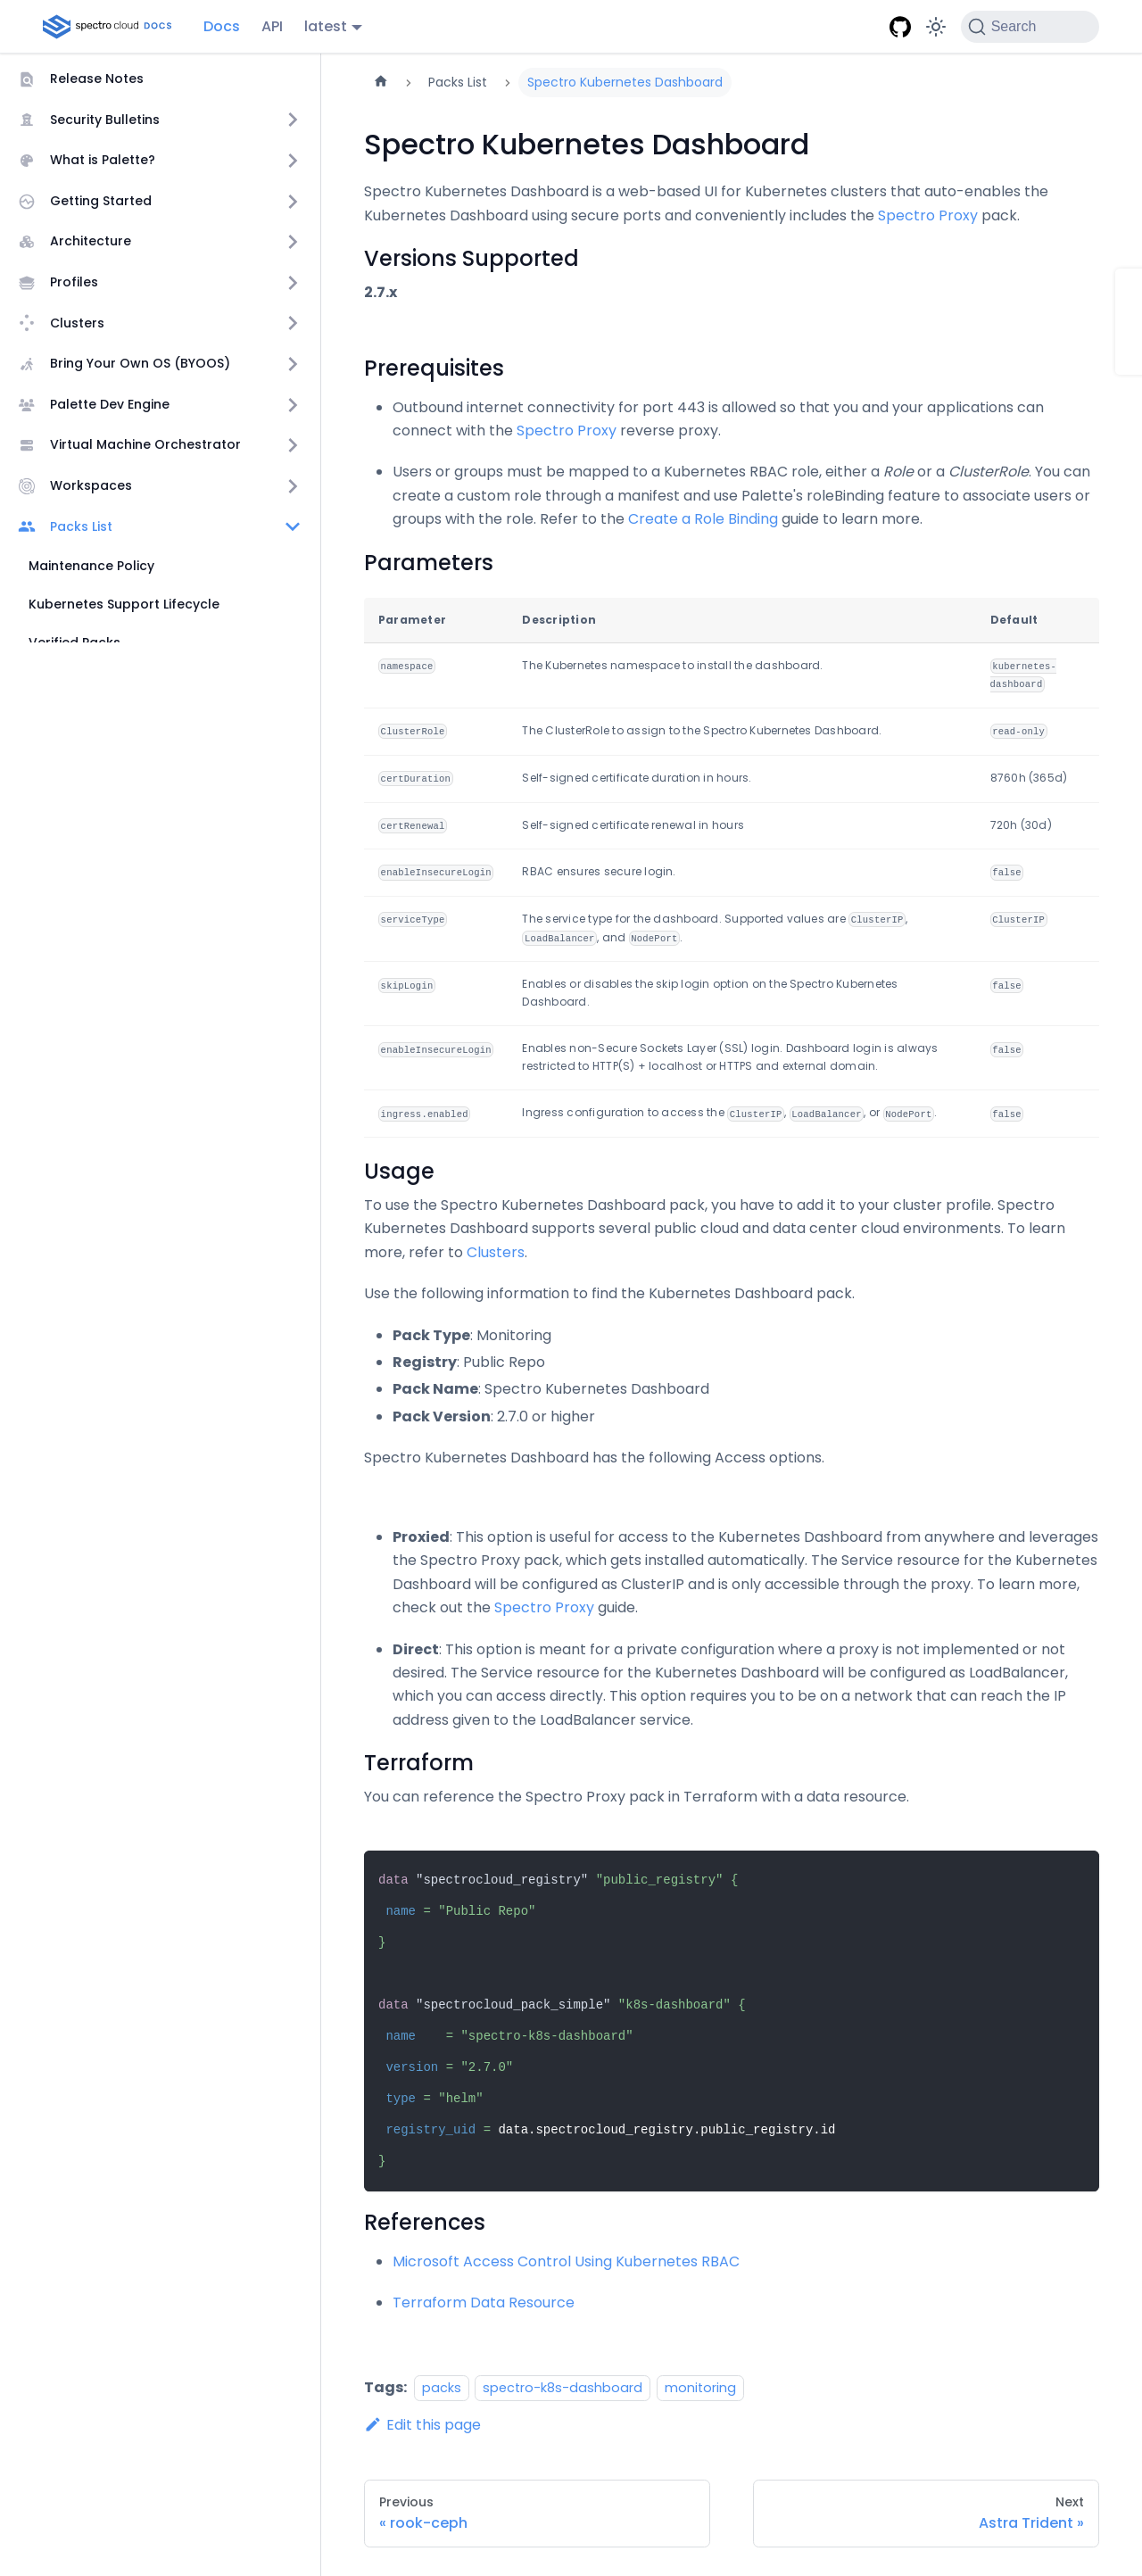 spectro cloud DOCS Docs API latest Search
Release Notes
Security Bulletins
What is Palette?
Getting Started
Architecture
Profiles
Clusters
Bring Your Own OS (BYOOS)
Palette Dev Engine
Virtual Machine Orchestrator
Workspaces
Packs List
Maintenance Policy
Kubernetes Support Lifecycle
Verified Packs
Packs List
Spectro Kubernetes Dashboard
Spectro Kubernetes Dashboard
Spectro Kubernetes Dashboard is a web-based UI for Kubernetes clusters that auto-enables the
Kubernetes Dashboard using secure ports and conveniently includes the Spectro Proxy pack.
Versions Supported
2.7.x
Prerequisites
Outbound internet connectivity for port 443 is allowed so that you and your applications can
connect with the Spectro Proxy reverse proxy.
Users or groups must be mapped to a Kubernetes RBAC role, either a Role or a ClusterRole. You can
create a custom role through a manifest and use Palette's roleBinding feature to associate users or
groups with the role. Refer to the Create a Role Binding guide to learn more.
Parameters
Parameter Description Default
namespace The Kubernetes namespace to install the dashboard. kubernetes-
dashboard
ClusterRole The ClusterRole to assign to the Spectro Kubernetes Dashboard. read-only
certDuration Self-signed certificate duration in hours. 8760h (365d)
certRenewal Self-signed certificate renewal in hours 720h (30d)
enableInsecureLogin RBAC ensures secure login. false
serviceType The service type for the dashboard. Supported values are ClusterIP, ClusterIP
LoadBalancer, and NodePort.
skipLogin Enables or disables the skip login option on the Spectro Kubernetes false
Dashboard.
enableInsecureLogin Enables non-Secure Sockets Layer (SSL) login. Dashboard login is always false
restricted to HTTP(S) + localhost or HTTPS and external domain.
ingress.enabled Ingress configuration to access the ClusterIP, LoadBalancer, or NodePort. false
Usage
To use the Spectro Kubernetes Dashboard pack, you have to add it to your cluster profile. Spectro
Kubernetes Dashboard supports several public cloud and data center cloud environments. To learn
more, refer to Clusters.
Use the following information to find the Kubernetes Dashboard pack.
Pack Type: Monitoring
Registry: Public Repo
Pack Name: Spectro Kubernetes Dashboard
Pack Version: 2.7.0 or higher
Spectro Kubernetes Dashboard has the following Access options.
Proxied: This option is useful for access to the Kubernetes Dashboard from anywhere and leverages
the Spectro Proxy pack, which gets installed automatically. The Service resource for the Kubernetes
Dashboard will be configured as ClusterIP and is only accessible through the proxy. To learn more,
check out the Spectro Proxy guide.
Direct: This option is meant for a private configuration where a proxy is not implemented or not
desired. The Service resource for the Kubernetes Dashboard will be configured as LoadBalancer,
which you can access directly. This option requires you to be on a network that can reach the IP
address given to the LoadBalancer service.
Terraform
You can reference the Spectro Proxy pack in Terraform with a data resource.
data "spectrocloud_registry" "public_registry" {
name = "Public Repo"
}
data "spectrocloud_pack_simple" "k8s-dashboard" {
name    = "spectro-k8s-dashboard"
version = "2.7.0"
type = "helm"
registry_uid = data.spectrocloud_registry.public_registry.id
}
References
Microsoft Access Control Using Kubernetes RBAC
Terraform Data Resource
Tags: packs spectro-k8s-dashboard monitoring
Edit this page
Previous
« rook-ceph
Next
Astra Trident »